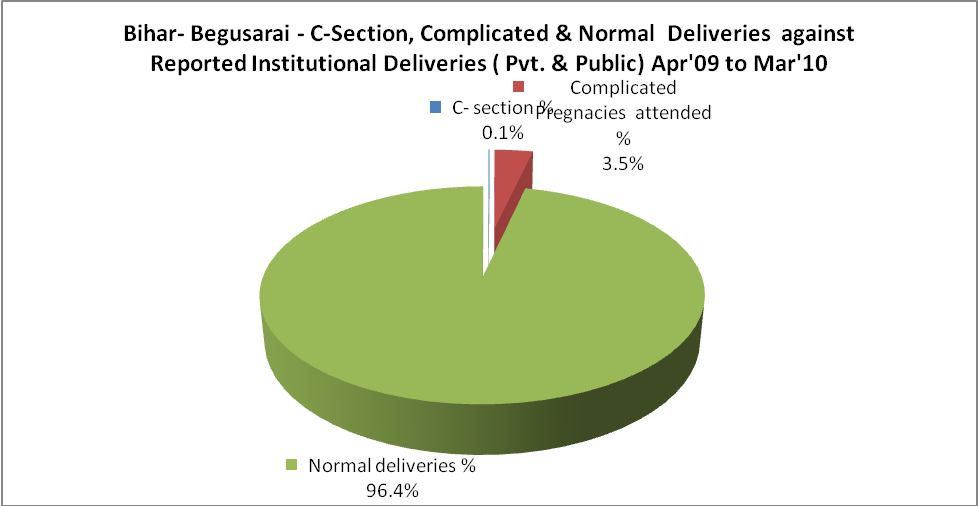 Bihar- Begusarai - C-Section, Complicated & Normal Deliveries against
Reported Institutional Deliveries ( Pvt. & Public) Apr'09 to Mar'10
C- section %
0.1%
Complicated
Pregnacies attended
%
3.5%
Normal deliveries %
96.4%